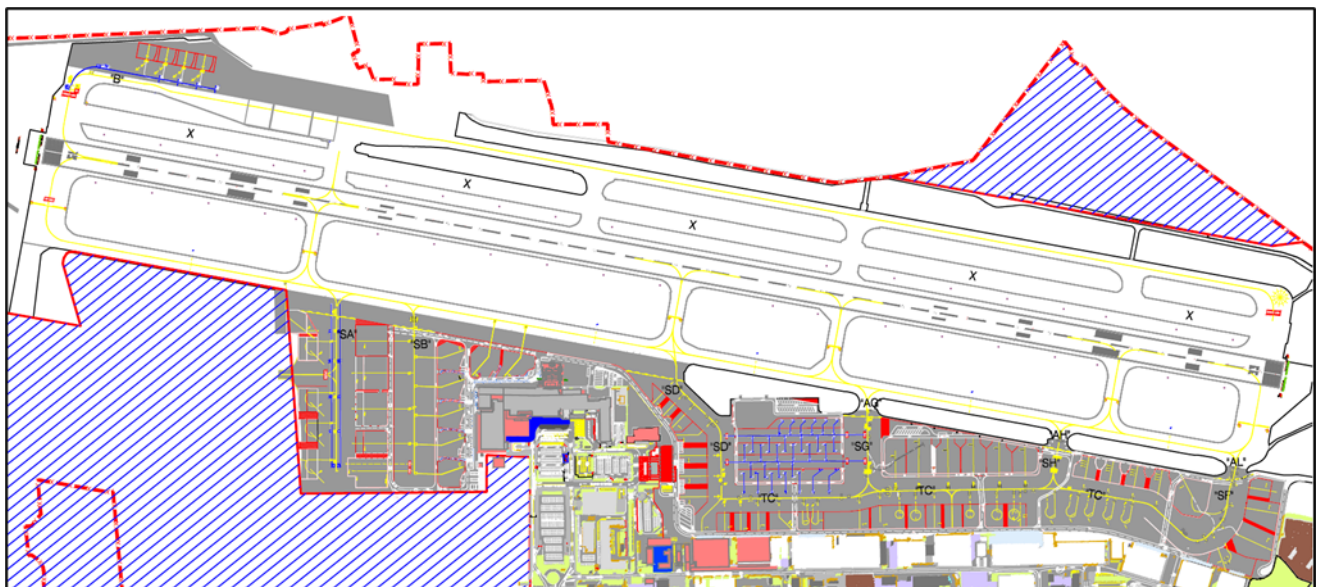 "B"
X
X
X
X
X
"SA"
"SB"
"SD"
"AG"
"SD"
"SG"
"AH"
"SH"
"AL"
"TC"
"TC"
"TC"
"SF"